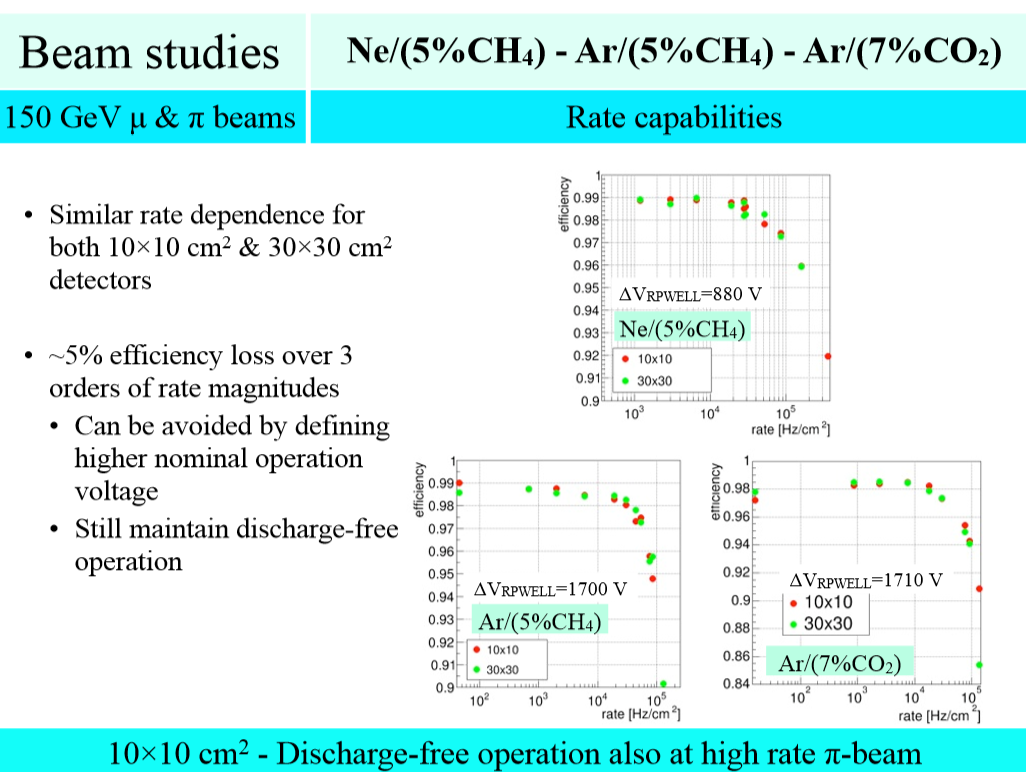 Beam studies
Ne/(5%CH₄) - Ar/(5%CH₄) - Ar/(7%CO₂)
150 GeV μ & π beams
Rate capabilities
• Similar rate dependence for
both 10×10 cm² & 30×30 cm²
detectors
• ~5% efficiency loss over 3
orders of rate magnitudes
• Can be avoided by defining
higher nominal operation
voltage
• Still maintain discharge-free
operation
efficiency
1
0.99
0.98
0.97
0.96
0.95
0.94
0.93
0.92
0.91
0.9
ΔVRPWELL=880 V
Ne/(5%CH₄)
10x10
30x30
10³
10⁴
10⁵
rate [Hz/cm²]
efficiency
1
0.99
0.98
0.97
0.96
0.95
0.94
0.93
0.92
0.91
0.9
ΔVRPWELL=1700 V
Ar/(5%CH₄)
10x10
30x30
10²
10³
10⁴
10⁵
rate [Hz/cm²]
efficiency
1
0.98
0.96
0.94
0.92
0.9
0.88
0.86
0.84
ΔVRPWELL=1710 V
10x10
30x30
Ar/(7%CO₂)
10²
10³
10⁴
10⁵
rate [Hz/cm²]
10×10 cm² - Discharge-free operation also at high rate π-beam